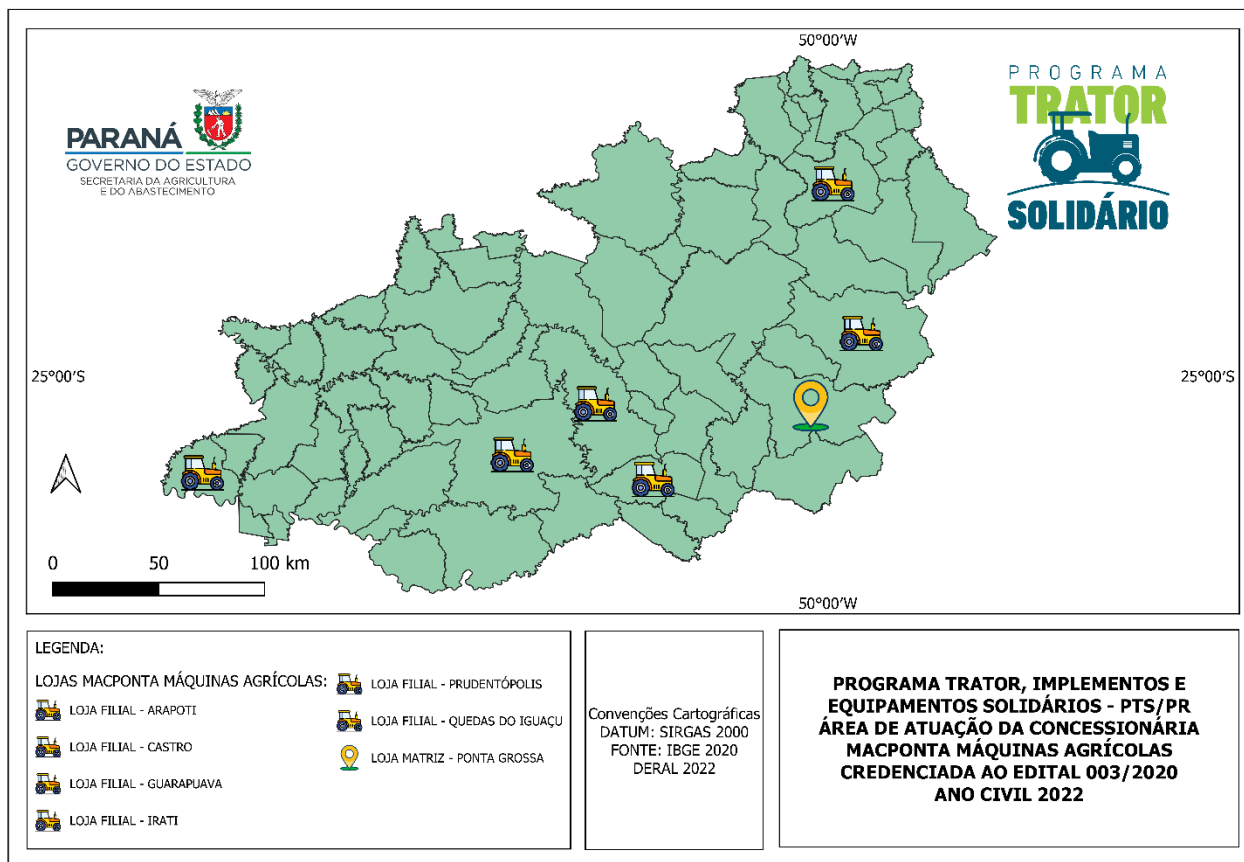 50°00'W
PARANÁ
GOVERNO DO ESTADO
SECRETARIA DA AGRICULTURA
E DO ABASTECIMENTO
PROGRAMA
TRATOR
SOLIDÁRIO
25°00'S
25°00'S
0 50 100 km
50°00'W
LEGENDA:
LOJAS MACPONTA MÁQUINAS AGRÍCOLAS:
LOJA FILIAL - ARAPOTI
LOJA FILIAL - CASTRO
LOJA FILIAL - GUARAPUAVA
LOJA FILIAL - IRATI
LOJA FILIAL - PRUDENTÓPOLIS
LOJA FILIAL - QUEDAS DO IGUAÇU
LOJA MATRIZ - PONTA GROSSA
Convenções Cartográficas
DATUM: SIRGAS 2000
FONTE: IBGE 2020
DERAL 2022
PROGRAMA TRATOR, IMPLEMENTOS E
EQUIPAMENTOS SOLIDÁRIOS - PTS/PR
ÁREA DE ATUAÇÃO DA CONCESSIONÁRIA
MACPONTA MÁQUINAS AGRÍCOLAS
CREDENCIADA AO EDITAL 003/2020
ANO CIVIL 2022